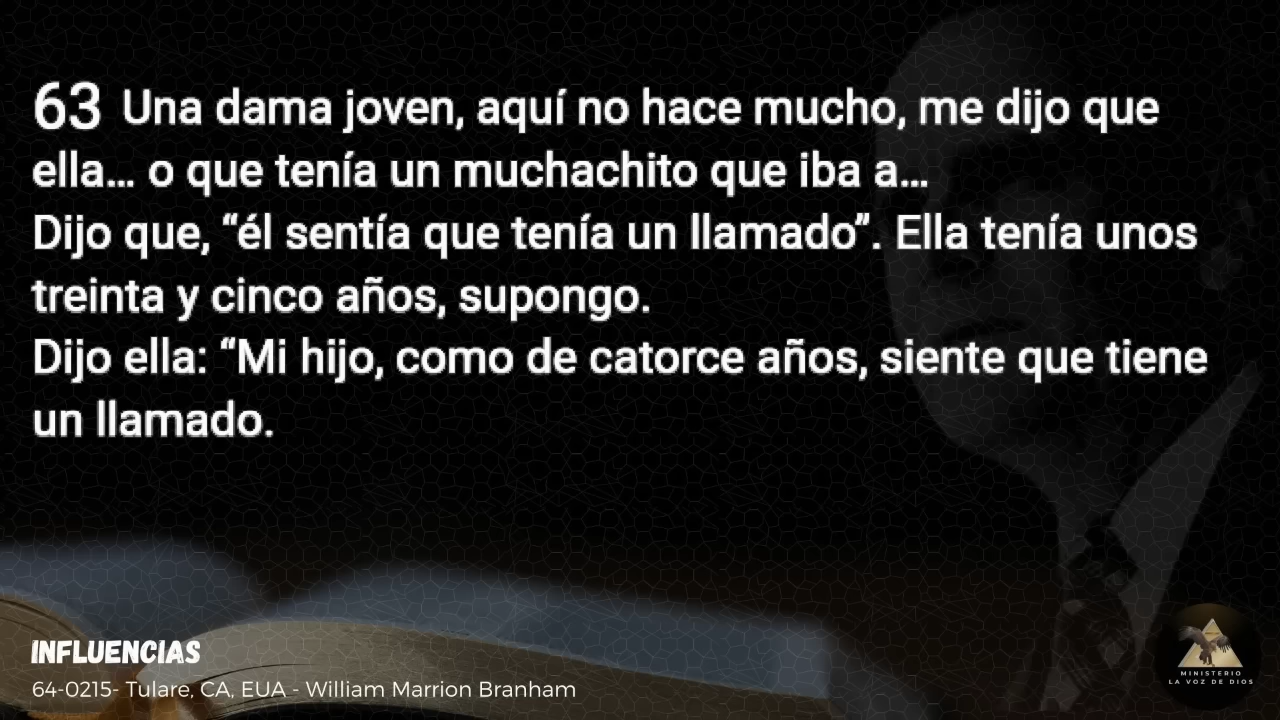 63 Una dama joven, aquí no hace mucho, me dijo que
ella... o que tenía un muchachito que iba a...
Dijo que, “él sentía que tenía un llamado”. Ella tenía unos
treinta y cinco años, supongo.
Dijo ella: “Mi hijo, como de catorce años, siente que tiene
un llamado.
INFLUENCIAS
64-0215- Tulare, CA, EUA - William Marrion Branham
MINISTERIO
LA VOZ DE DIOS